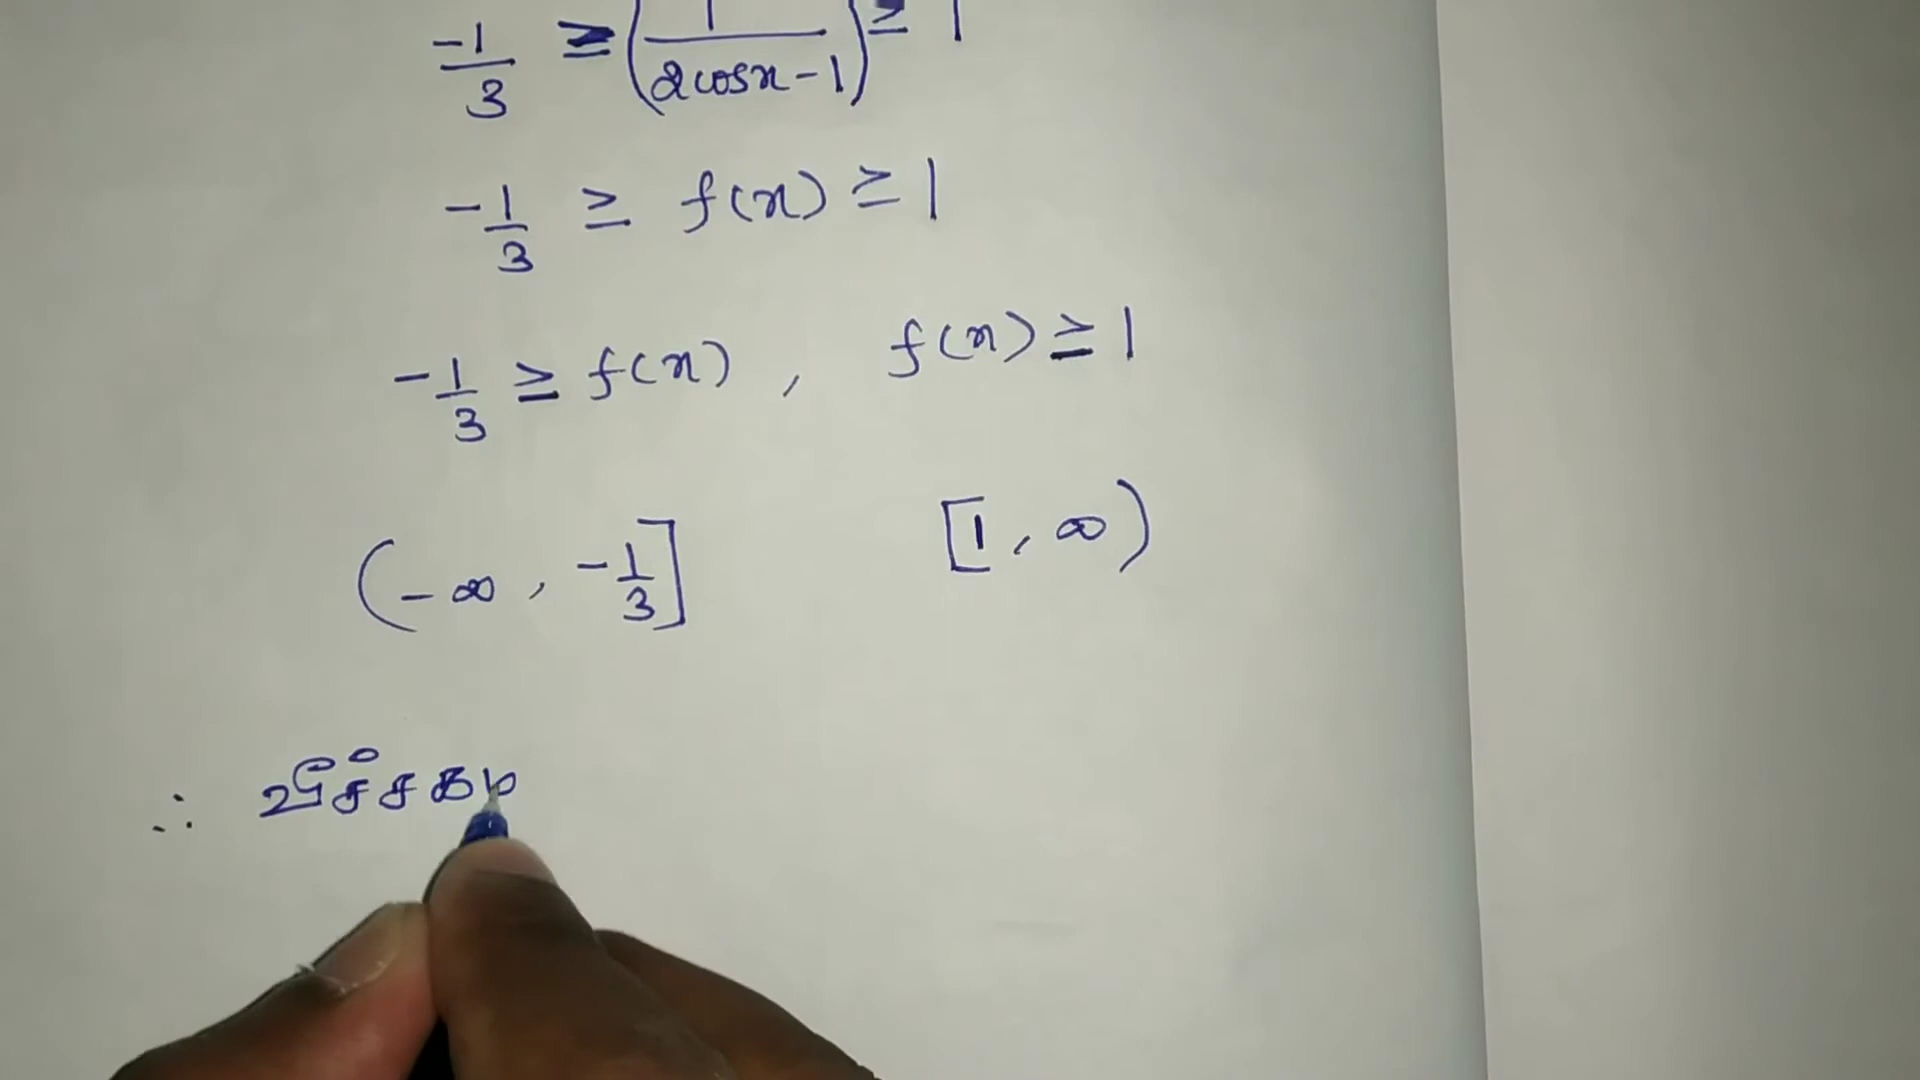 -1/3 ≥ (1/(2cosx-1)) ≥ 1
-1/3 ≥ f(x) ≥ 1
-1/3 ≥ f(x) , f(x) ≥ 1
(-∞, -1/3] [1, ∞)
∴ வீச்சகம